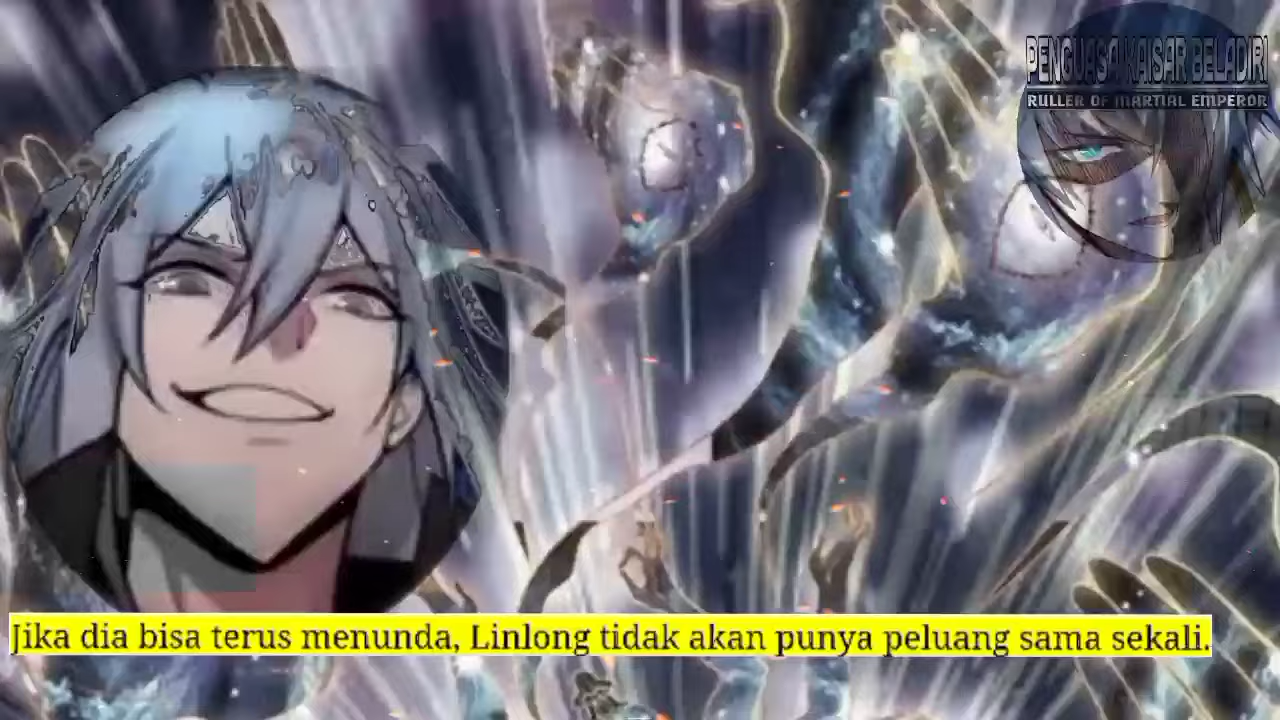 PENGUASA KAISAR BELADIRI
RULLER OF MARTIAL EMPEROR
Jika dia bisa terus menunda, Linlong tidak akan punya peluang sama sekali.